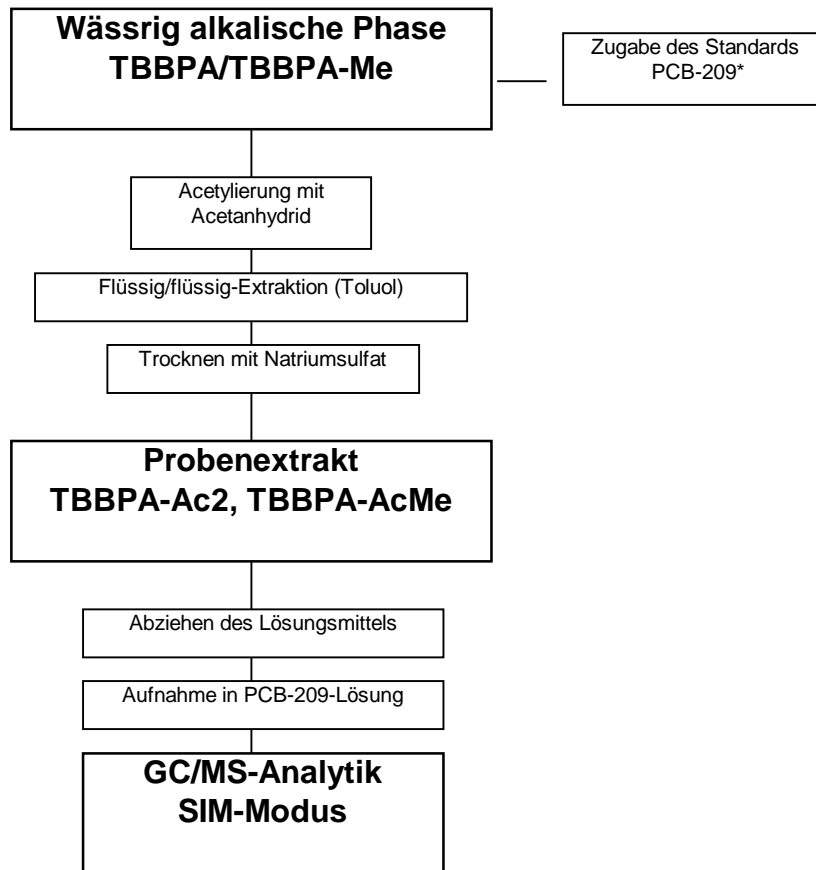 Wässrig alkalische Phase
TBBPA/TBBPA-Me
Zugabe des Standards
PCB-209*
Acetylierung mit
Acetanhydrid
Flüssig/flüssig-Extraktion (Toluol)
Trocknen mit Natriumsulfat
Probenextrakt
TBBPA-Ac2, TBBPA-AcMe
Abziehen des Lösungsmittels
Aufnahme in PCB-209-Lösung
GC/MS-Analytik
SIM-Modus